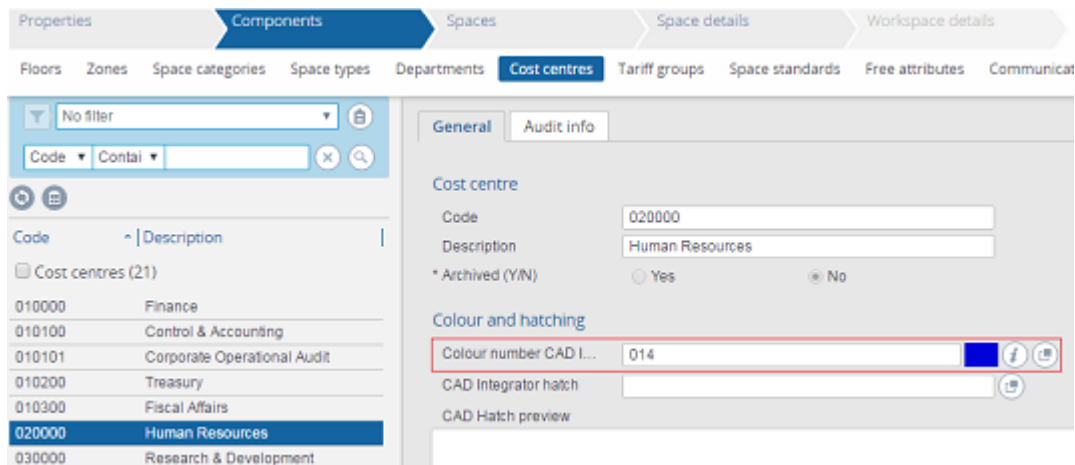 Properties Components Spaces Space details Workspace details
Floors Zones Space categories Space types Departments Cost centres Tariff groups Space standards Free attributes Communicat
No filter
Code Contai
Code Description
Cost centres (21)
010000 Finance
010100 Control & Accounting
010101 Corporate Operational Audit
010200 Treasury
010300 Fiscal Affairs
020000 Human Resources
030000 Research & Development
General Audit info
Cost centre
Code 020000
Description Human Resources
* Archived (Y/N) Yes No
Colour and hatching
Colour number CAD I... 014
CAD Integrator hatch
CAD Hatch preview